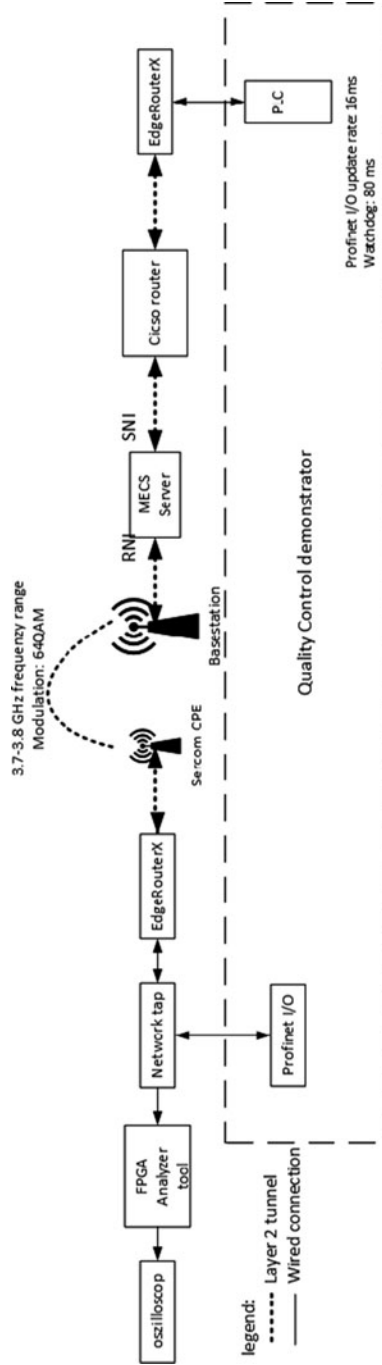 3.7-3.8 GHz frequenzy range
Modulation: 64OAM
oszilloscop
FPGA
Analyzer
tool
Network tap
EdgeRouterX
Sercom CPE
Basestation
RNI
MECS
Server
SNI
Cicso router
EdgeRouterX
Profinet I/O
PLC
Quality Control demonstrator
Profinet I/O update rate: 16ms
Watchdog: 80 ms
legend:
Layer 2 tunnel
Wired connection